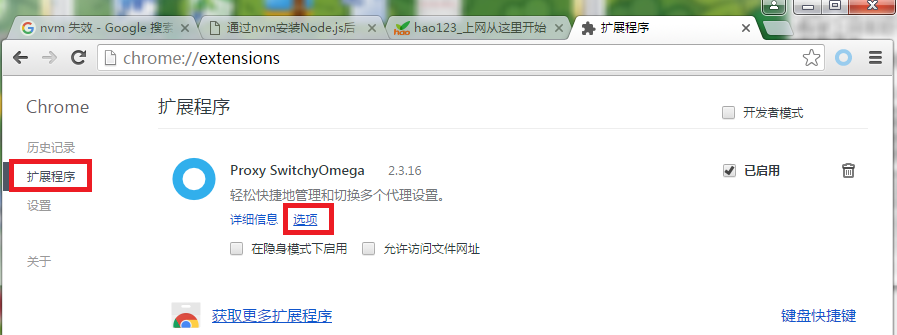 nvm 失效 - Google 搜索
通过nvm安装Node.js后
hao123_上网从这里开始
扩展程序
chrome://extensions
Chrome
扩展程序
开发者模式
历史记录
扩展程序
设置
关于
Proxy SwitchyOmega 2.3.16
已启用
轻松快捷地管理和切换多个代理设置。
详细信息 选项
在隐身模式下启用 允许访问文件网址
获取更多扩展程序
键盘快捷键